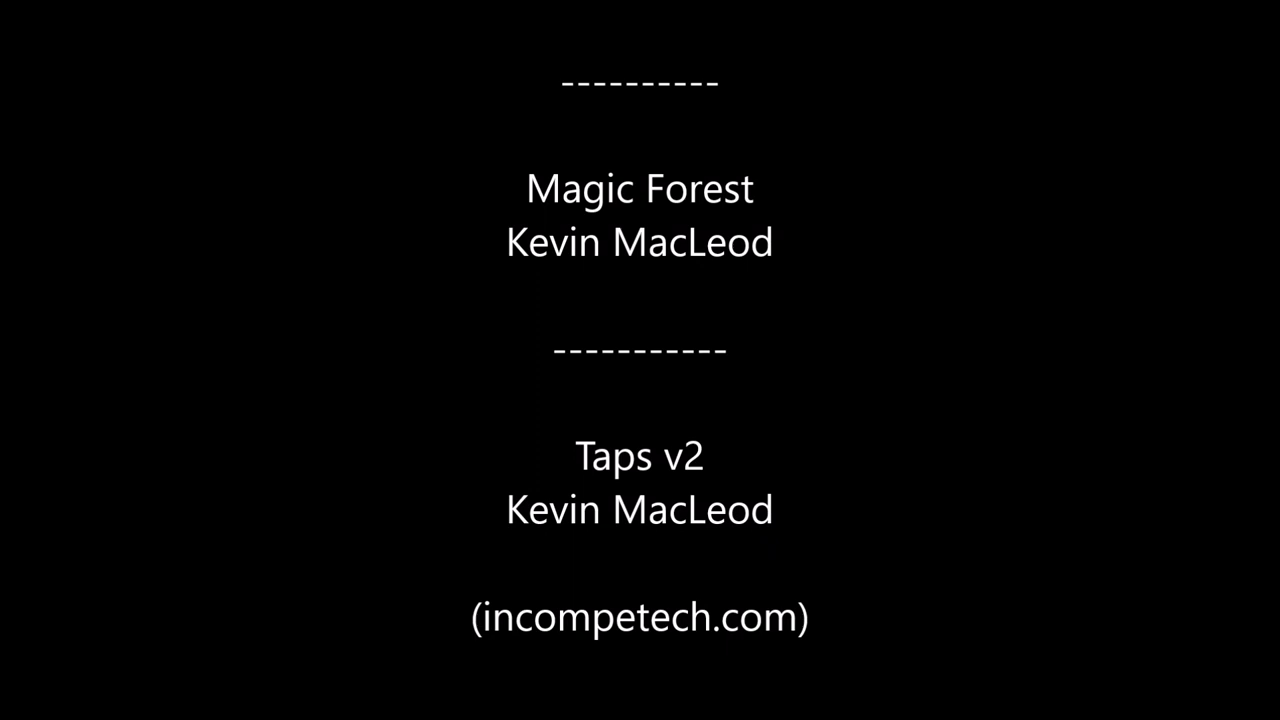 ----------
Magic Forest
Kevin MacLeod
-----------
Taps v2
Kevin MacLeod
(incompetech.com)